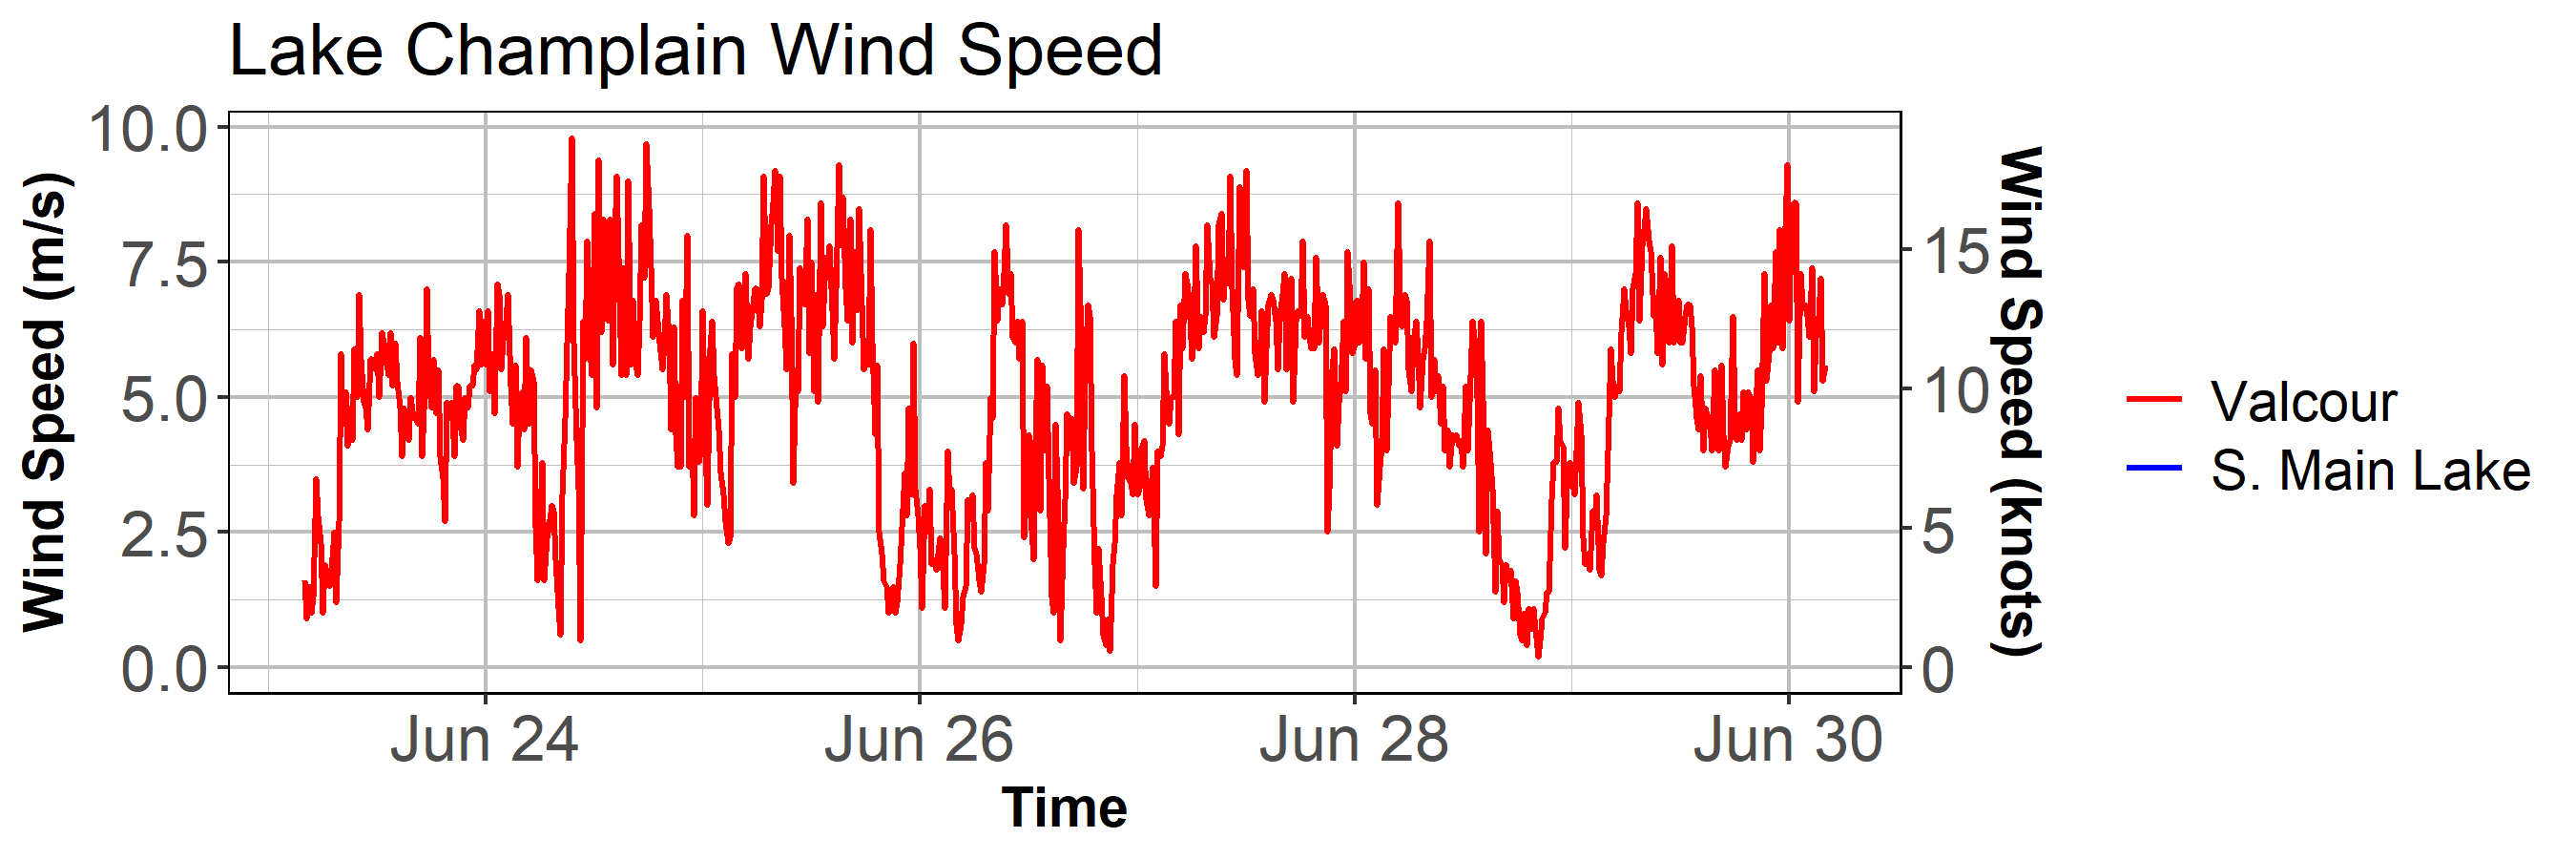 Lake Champlain Wind Speed
Wind Speed (m/s)
10.0
7.5
5.0
2.5
0.0
15
10
5
0
Wind Speed (knots)
Jun 24
Jun 26
Jun 28
Jun 30
Time
Valcour
S. Main Lake